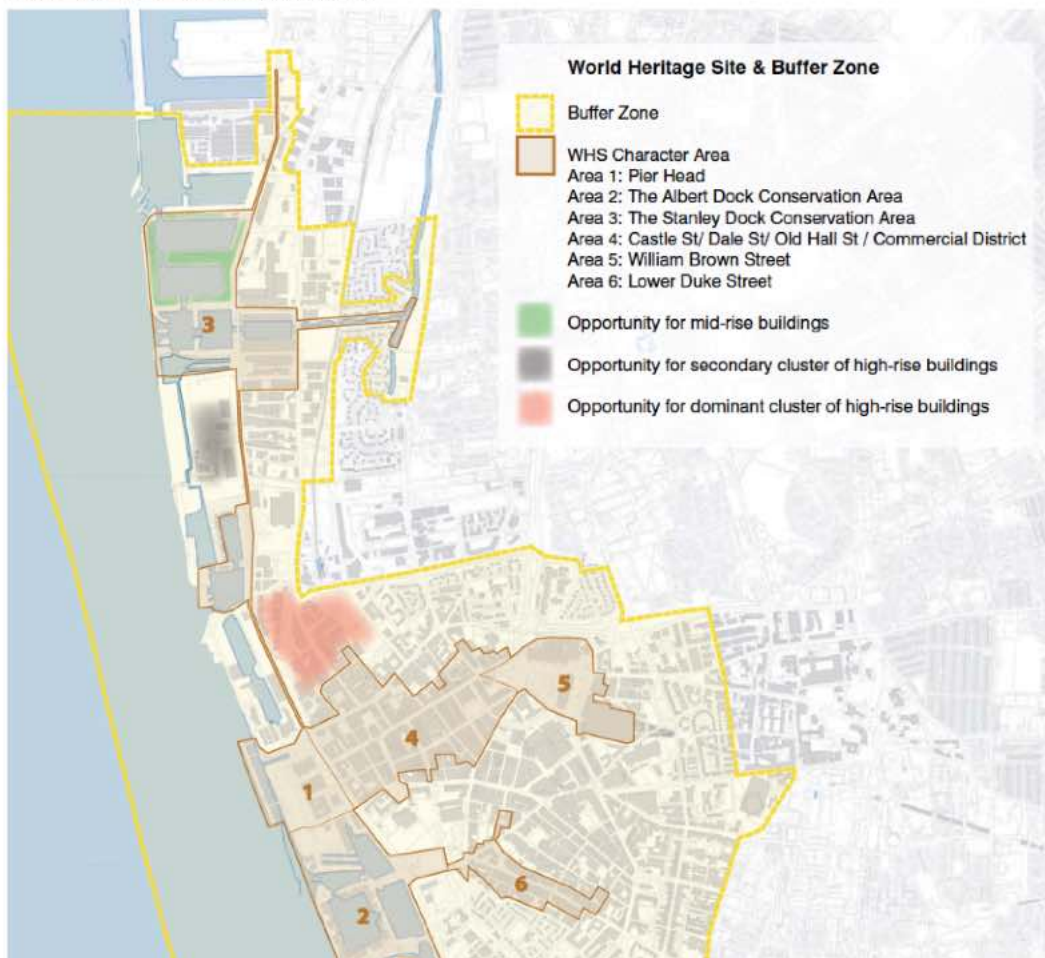 World Heritage Site & Buffer Zone
Buffer Zone
WHS Character Area
Area 1: Pier Head
Area 2: The Albert Dock Conservation Area
Area 3: The Stanley Dock Conservation Area
Area 4: Castle St/ Dale St/ Old Hall St / Commercial District
Area 5: William Brown Street
Area 6: Lower Duke Street
Opportunity for mid-rise buildings
Opportunity for secondary cluster of high-rise buildings
Opportunity for dominant cluster of high-rise buildings
3
5
4
1
6
2